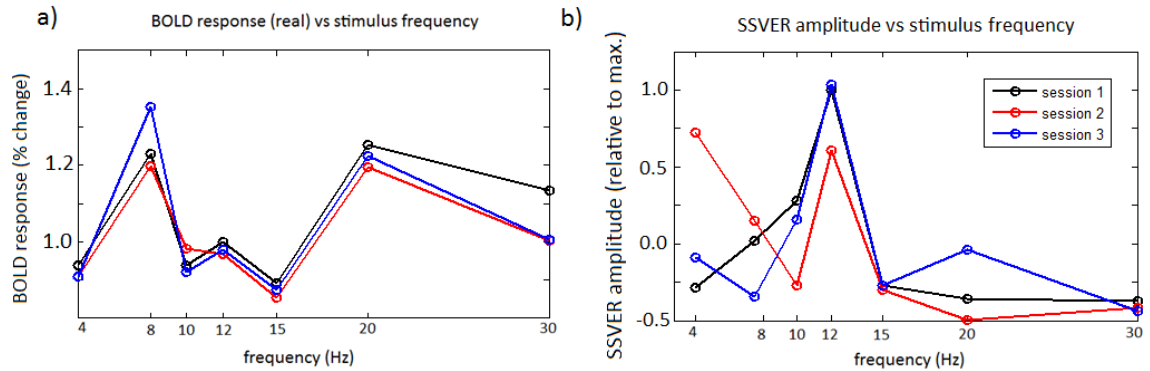 a)
BOLD response (real) vs stimulus frequency
BOLD response (% change)
1.4
1.2
1.0
4 8 10 12 15 20 30
frequency (Hz)
b)
SSVER amplitude vs stimulus frequency
SSVER amplitude (relative to max.)
1.0
0.5
0.0
-0.5
session 1
session 2
session 3
4 8 10 12 15 20 30
frequency (Hz)